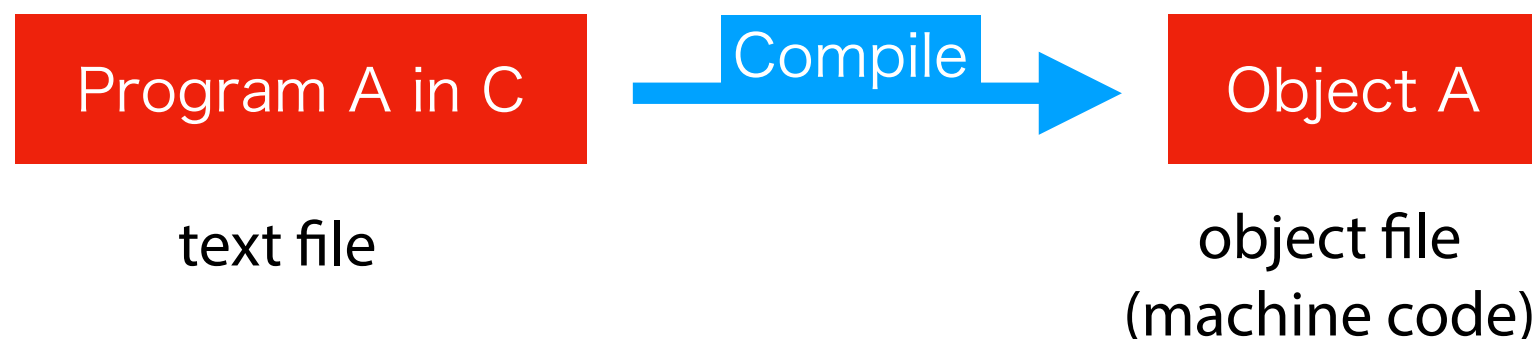 Program A in C
Compile
Object A
text file
object file
(machine code)